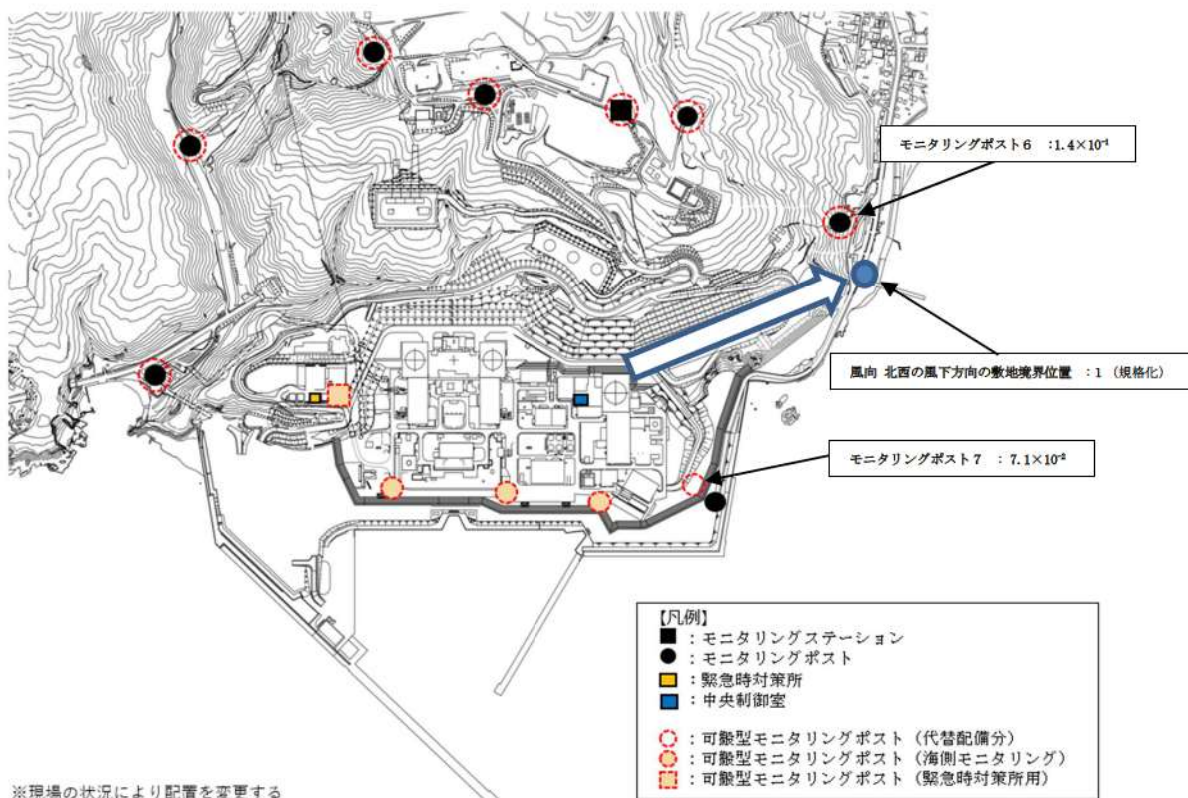 モニタリングポスト6 :1.4×10⁻¹
風向 北西の風下方向の敷地境界位置 :1 (規格化)
モニタリングポスト7 :7.1×10⁻²
【凡例】
■:モニタリングステーション
●:モニタリングポスト
:緊急時対策所
:中央制御室
:可搬型モニタリングポスト(代替配備分)
:可搬型モニタリングポスト(海側モニタリング)
:可搬型モニタリングポスト(緊急時対策所用)
※現場の状況により配置を変更する